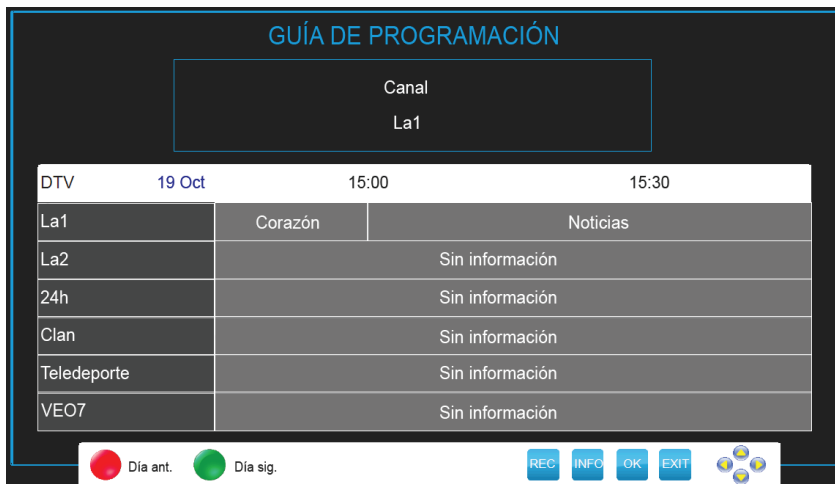 GUÍA DE PROGRAMACIÓN
Canal
La1
DTV 19 Oct 15:00 15:30
La1 Corazón Noticias
La2 Sin información
24h Sin información
Clan Sin información
Teledeporte Sin información
VEO7 Sin información
Día ant. Día sig. REC INFO OK EXIT